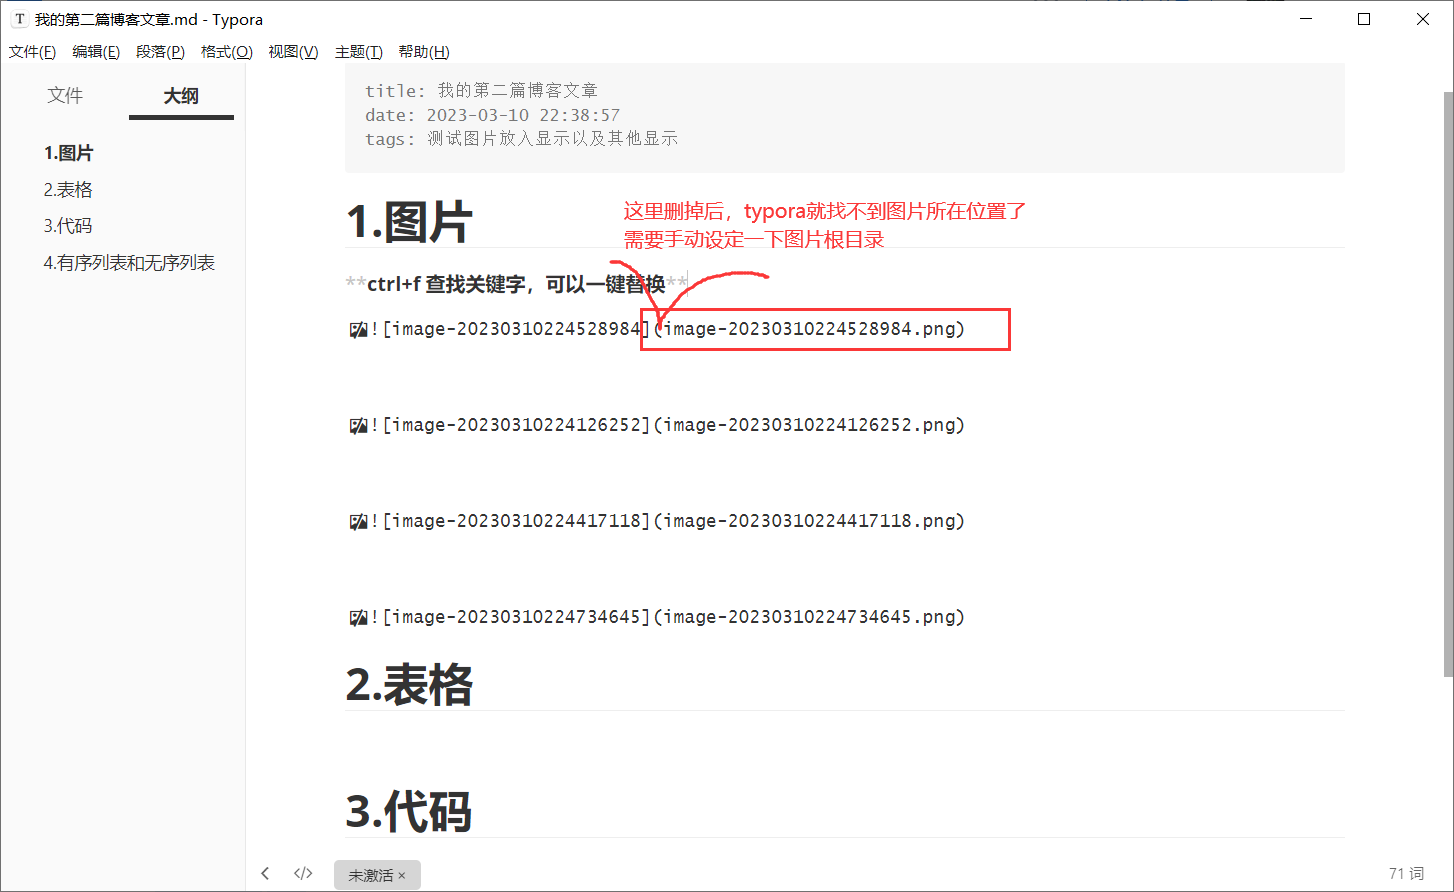 我的第二篇博客文章.md - Typora
文件(F) 编辑(E) 段落(P) 格式(O) 视图(V) 主题(T) 帮助(H)
文件 大纲
1.图片
2.表格
3.代码
4.有序列表和无序列表
title: 我的第二篇博客文章
date: 2023-03-10 22:38:57
tags: 测试图片放入显示以及其他显示
1.图片
这里删掉后，typora就找不到图片所在位置了
需要手动设定一下图片根目录
**ctrl+f 查找关键字，可以一键替换**
![image-20230310224528984](image-20230310224528984.png)
![image-20230310224126252](image-20230310224126252.png)
![image-20230310224417118](image-20230310224417118.png)
![image-20230310224734645](image-20230310224734645.png)
2.表格
3.代码
未激活 ×
71 词